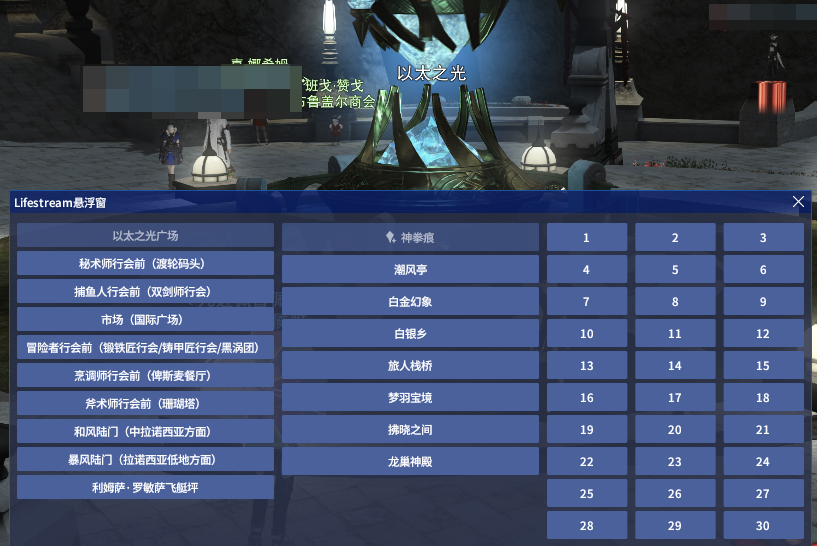 以太之光
班戈·赞戈
布鲁盖尔商会
Lifestream悬浮窗
以太之光广场
秘术师行会前（渡轮码头）
捕鱼人行会前（双剑师行会）
市场（国际广场）
冒险者行会前（锻铁匠行会/铸甲匠行会/黑涡团）
烹调师行会前（俾斯麦餐厅）
斧术师行会前（珊瑚塔）
和风陆门（中拉诺西亚方面）
暴风陆门（拉诺西亚低地方面）
利姆萨·罗敏萨飞艇坪
神拳痕
潮风亭
白金幻象
白银乡
旅人栈桥
梦羽宝境
拂晓之间
龙巢神殿
1 2 3
4 5 6
7 8 9
10 11 12
13 14 15
16 17 18
19 20 21
22 23 24
25 26 27
28 29 30